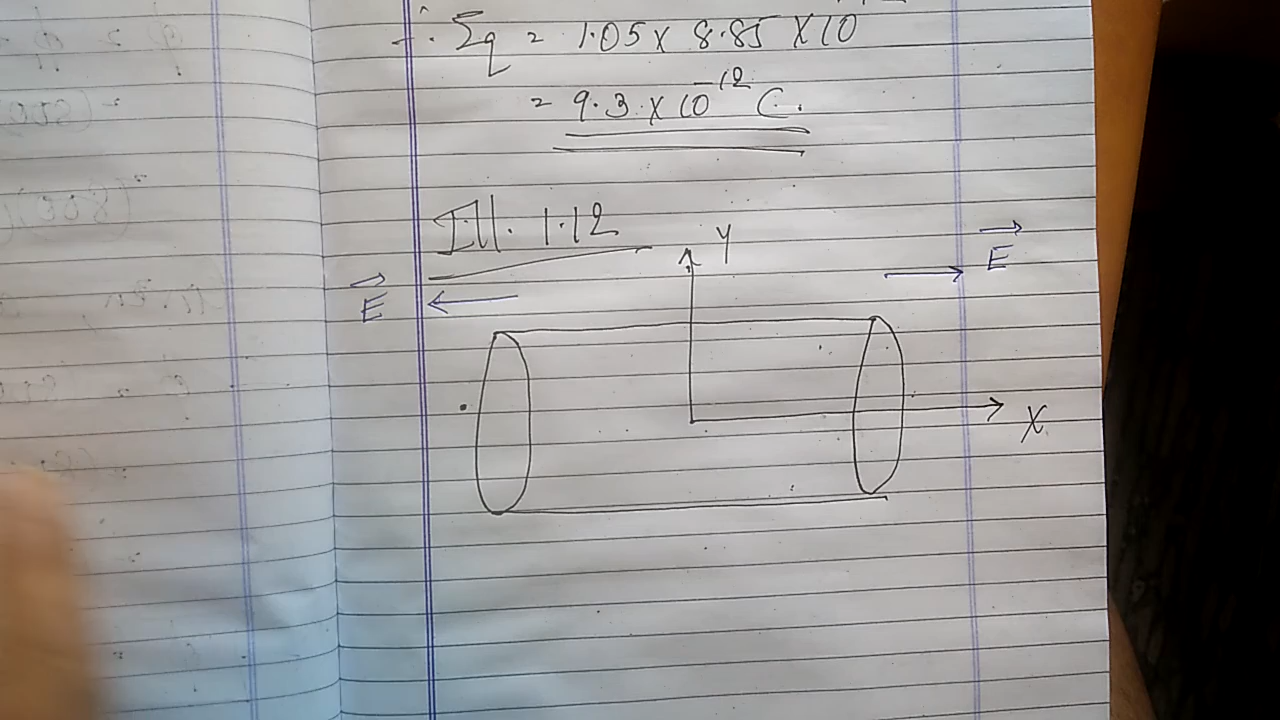 ∴ Σq = 1.05 × 8.85 × 10
= 9.3 × 10⁻¹² C.
Ill. 1.12
Y
E⃗
E⃗
X